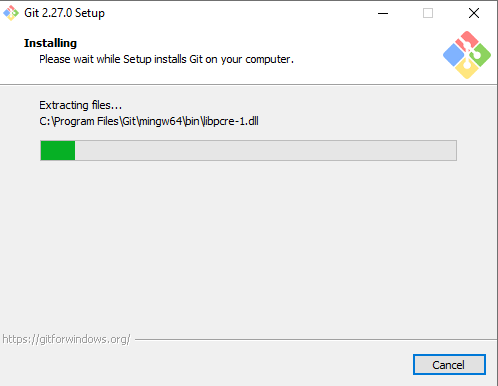 Git 2.27.0 Setup
Installing
Please wait while Setup installs Git on your computer.
Extracting files...
C:\Program Files\Git\mingw64\bin\libpcre-1.dll
https://gitforwindows.org/
Cancel